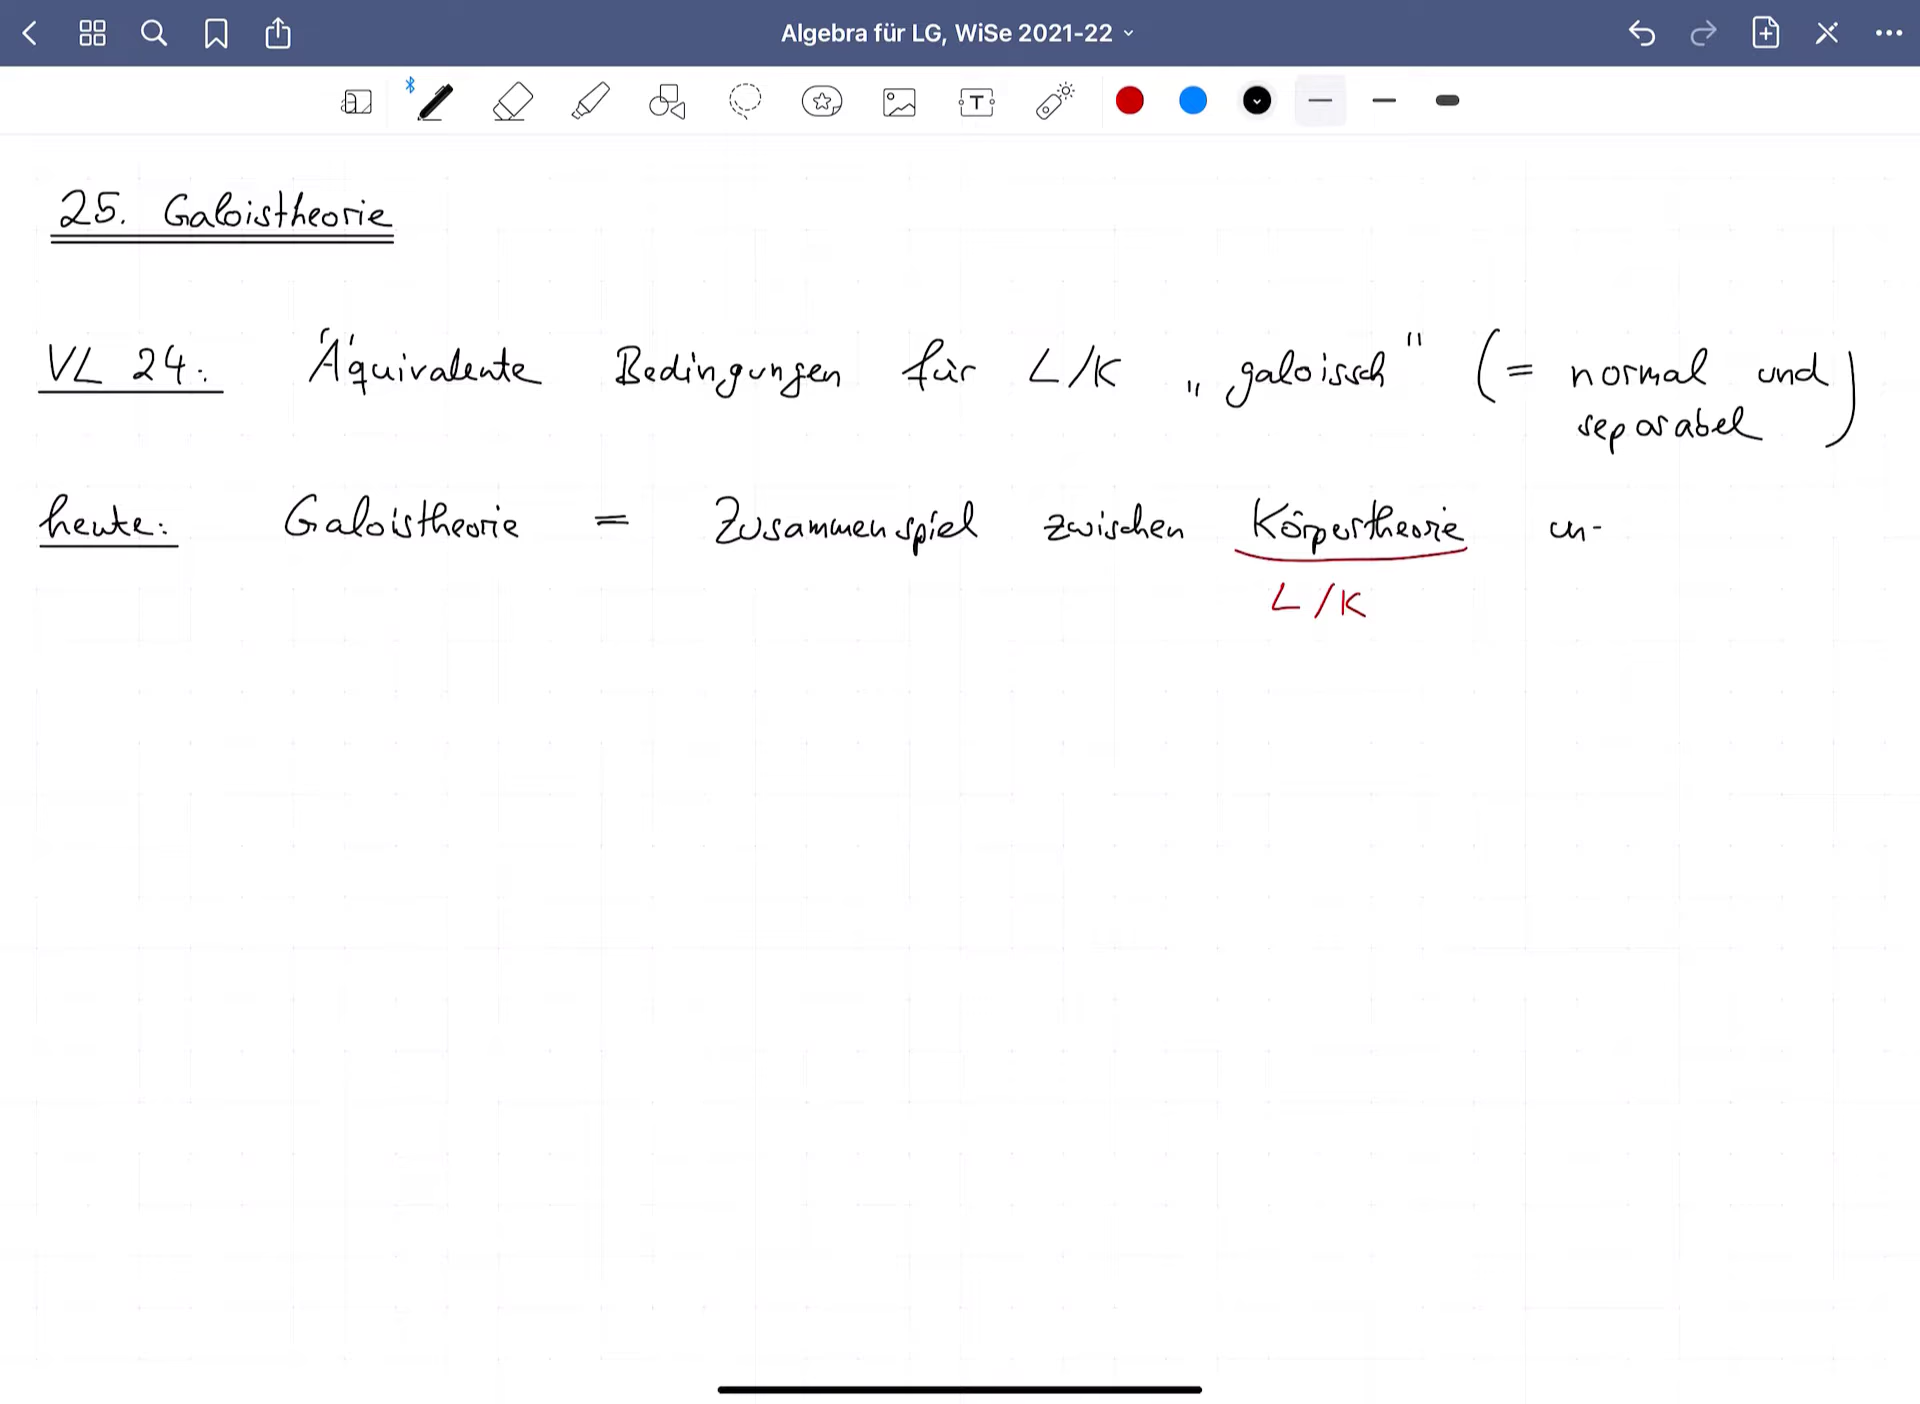 Algebra für LG, WiSe 2021-22
25. Galoistheorie
VL 24: Äquivalente Bedingungen für L/K „galoissch" (= normal und
separabel)
heute: Galoistheorie = Zusammenspiel zwischen Körpertheorie un-
L/K